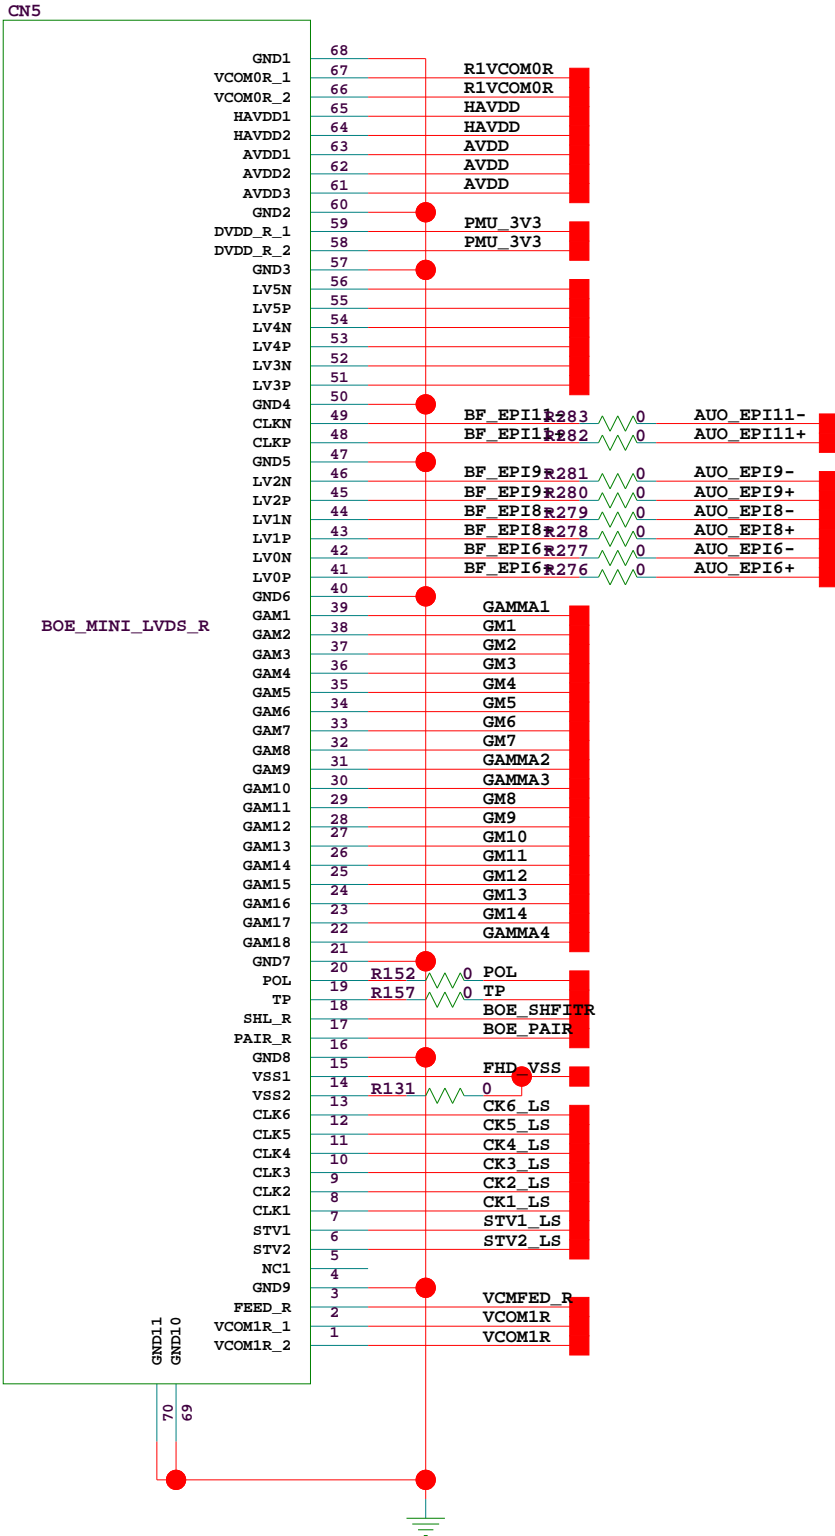 CN5
GND1 68
VCOM0R_1 67 R1VCOM0R
VCOM0R_2 66 R1VCOM0R
HAVDD1 65 HAVDD
HAVDD2 64 HAVDD
AVDD1 63 AVDD
AVDD2 62 AVDD
AVDD3 61 AVDD
GND2 60
DVDD_R_1 59 PMU_3V3
DVDD_R_2 58 PMU_3V3
GND3 57
LV5N 56
LV5P 55
LV4N 54
LV4P 53
LV3N 52
LV3P 51
GND4 50
CLKN 49 BF_EPI11- R283 0 AUO_EPI11-
CLKP 48 BF_EPI11+ R282 0 AUO_EPI11+
GND5 47
LV2N 46 BF_EPI9- R281 0 AUO_EPI9-
LV2P 45 BF_EPI9+ R280 0 AUO_EPI9+
LV1N 44 BF_EPI8- R279 0 AUO_EPI8-
LV1P 43 BF_EPI8+ R278 0 AUO_EPI8+
LV0N 42 BF_EPI6- R277 0 AUO_EPI6-
LV0P 41 BF_EPI6+ R276 0 AUO_EPI6+
GND6 40
GAM1 39 GAMMA1
BOE_MINI_LVDS_R
GAM2 38 GM1
GAM3 37 GM2
GAM4 36 GM3
GAM5 35 GM4
GAM6 34 GM5
GAM7 33 GM6
GAM8 32 GM7
GAM9 31 GAMMA2
GAM10 30 GAMMA3
GAM11 29 GM8
GAM12 28 GM9
GAM13 27 GM10
GAM14 26 GM11
GAM15 25 GM12
GAM16 24 GM13
GAM17 23 GM14
GAM18 22 GAMMA4
GND7 21
POL 20 R152 0 POL
TP 19 R157 0 TP
SHL_R 18 BOE_SHFITR
PAIR_R 17 BOE_PAIR
GND8 16
VSS1 15 FHD_VSS
VSS2 14 R131 0
CLK6 13 CK6_LS
CLK5 12 CK5_LS
CLK4 11 CK4_LS
CLK3 10 CK3_LS
CLK2 9 CK2_LS
CLK1 8 CK1_LS
STV1 7 STV1_LS
STV2 6 STV2_LS
NC1 5
GND9 4
FEED_R 3 VCMFED_R
VCOM1R_1 2 VCOM1R
VCOM1R_2 1 VCOM1R
GND11 70
GND10 69